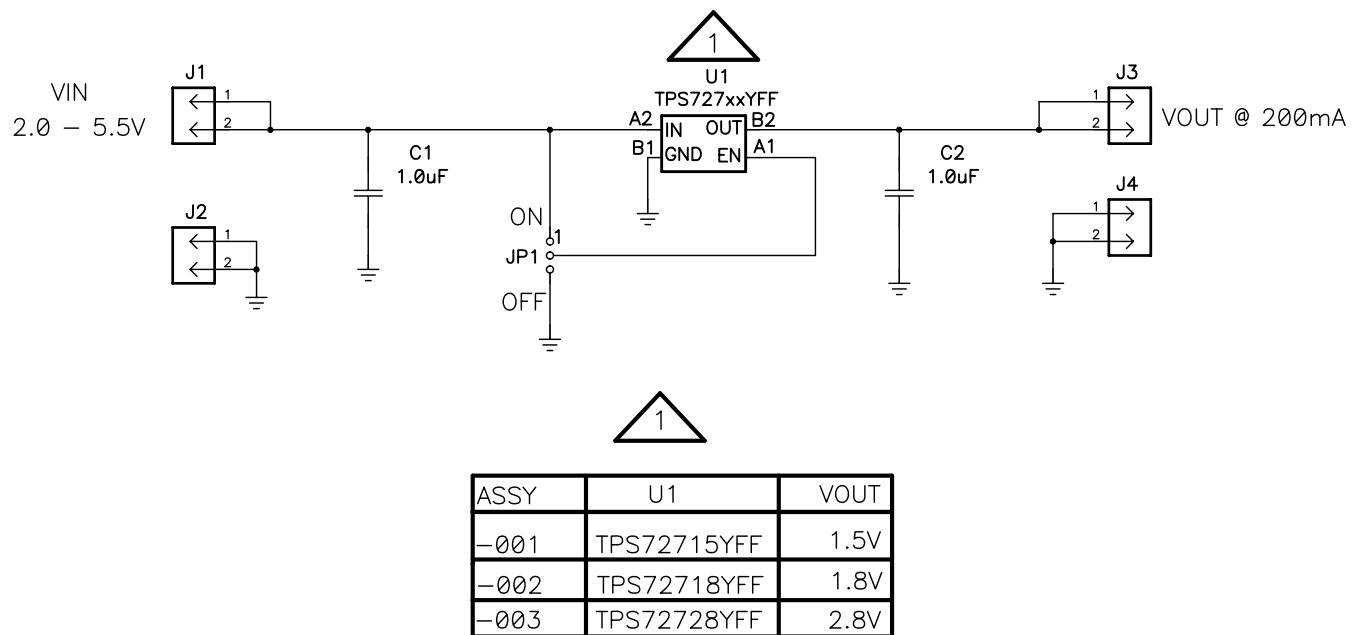 1
U1
TPS727xxYFF
J1
VIN
2.0 – 5.5V
1
2
A2 IN OUT B2
B1 GND EN A1
C1
1.0uF
C2
1.0uF
J3
1
2
VOUT @ 200mA
J2
1
2
J4
1
2
ON
1
JP1
OFF
1
ASSY U1 VOUT
–001 TPS72715YFF 1.5V
–002 TPS72718YFF 1.8V
–003 TPS72728YFF 2.8V